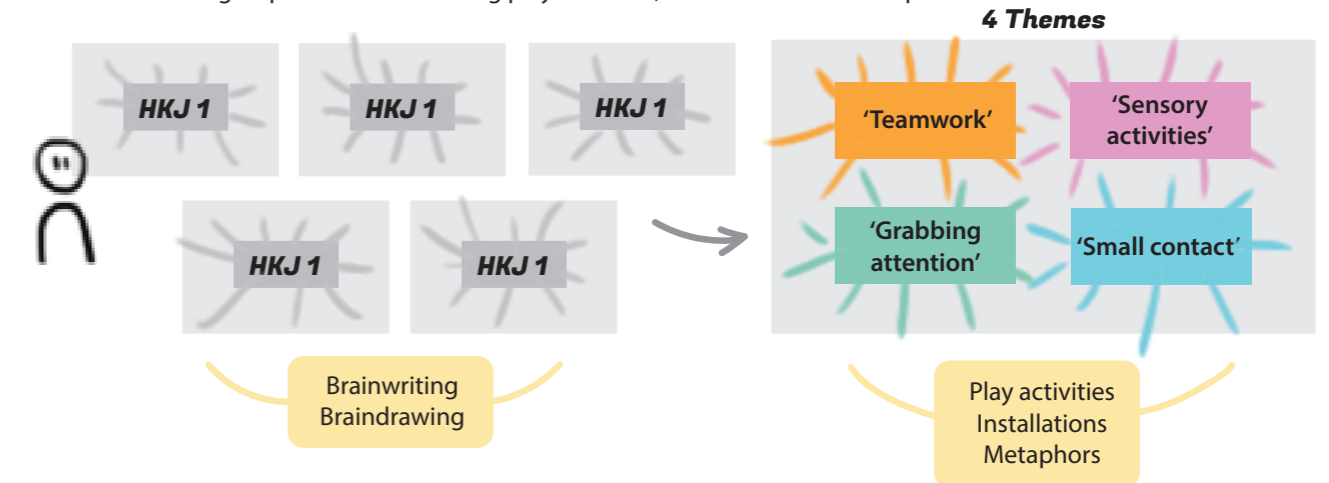 4 Themes
HKJ 1
HKJ 1
HKJ 1
HKJ 1
HKJ 1
Brainwriting
Braindrawing
‘Teamwork’
‘Sensory
activities’
‘Grabbing
attention’
‘Small contact’
Play activities
Installations
Metaphors